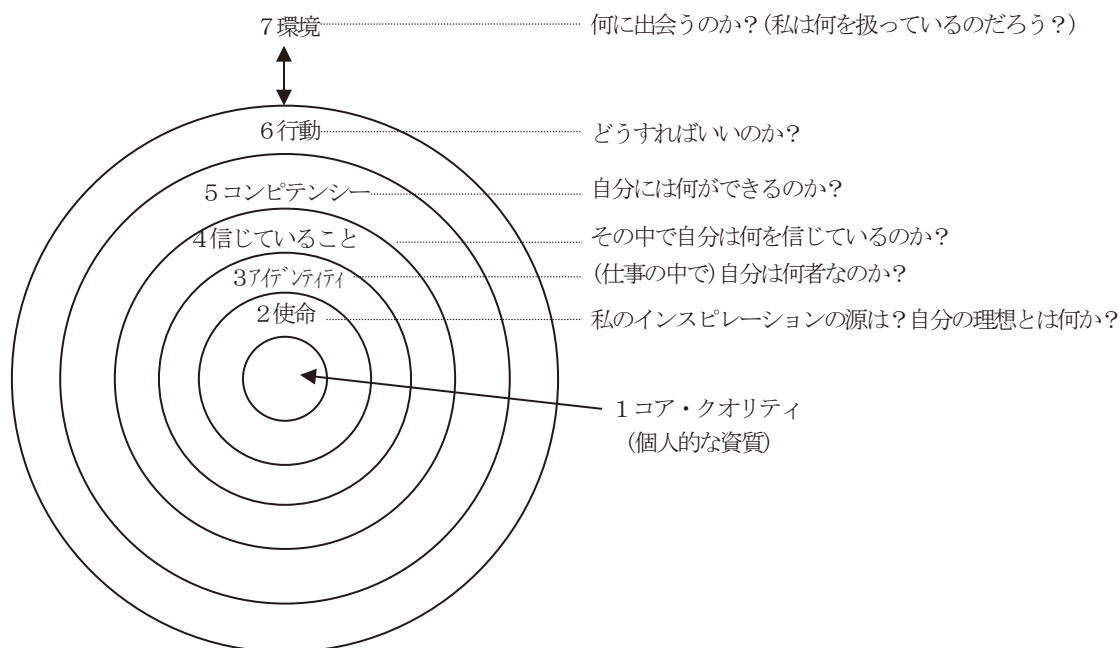 7環境 何に出会うのか？(私は何を扱っているのだろう？)
6行動 どうすればいいのか？
5コンピテンシー 自分には何ができるのか？
4信じていること その中で自分は何を信じているのか？
3ｱｲﾃﾞﾝﾃｨﾃｨ (仕事の中で)自分は何者なのか？
2使命 私のインスピレーションの源は？自分の理想とは何か？
1コア・クオリティ
(個人的な資質)